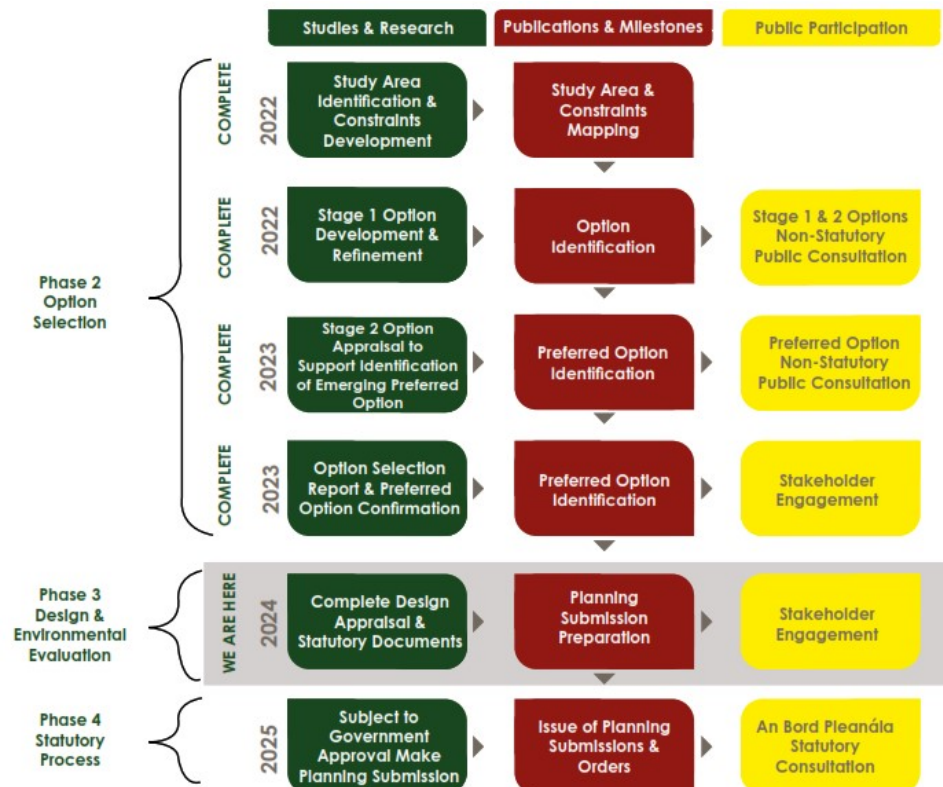 Studies & Research
Publications & Milestones
Public Participation
Phase 2
Option
Selection
COMPLETE
2022
Study Area
Identification &
Constraints
Development
Study Area &
Constraints
Mapping
COMPLETE
2022
Stage 1 Option
Development &
Refinement
Option
Identification
Stage 1 & 2 Options
Non-Statutory
Public Consultation
COMPLETE
2023
Stage 2 Option
Appraisal to
Support Identification
of Emerging Preferred
Option
Preferred Option
Identification
Preferred Option
Non-Statutory
Public Consultation
COMPLETE
2023
Option Selection
Report & Preferred
Option Confirmation
Preferred Option
Identification
Stakeholder
Engagement
Phase 3
Design &
Environmental
Evaluation
WE ARE HERE
2024
Complete Design
Appraisal &
Statutory Documents
Planning
Submission
Preparation
Stakeholder
Engagement
Phase 4
Statutory
Process
2025
Subject to
Government
Approval Make
Planning Submission
Issue of Planning
Submissions &
Orders
An Bord Pleanála
Statutory
Consultation